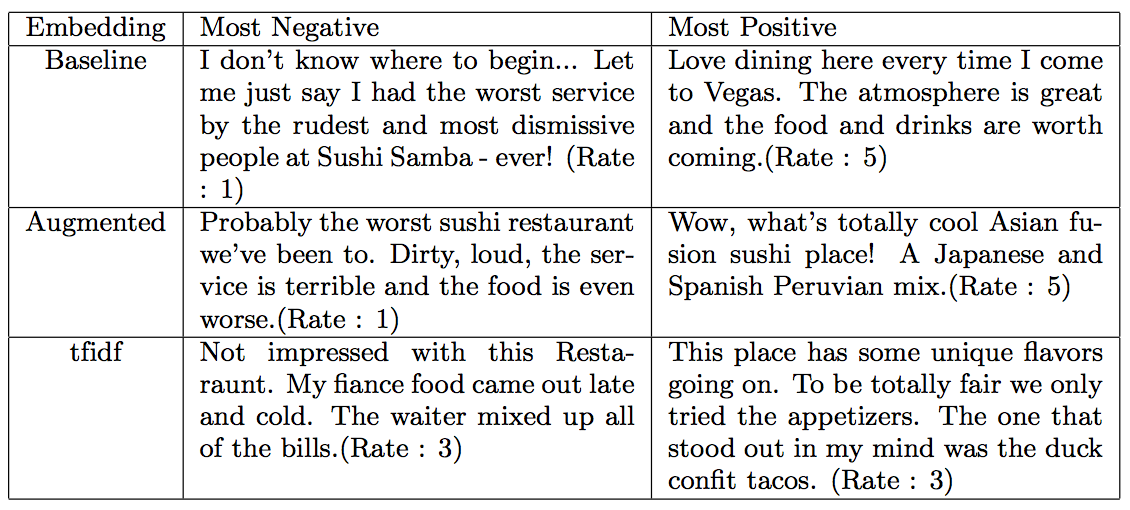 Embedding Most Negative Most Positive
Baseline
I don't know where to begin... Let
me just say I had the worst service
by the rudest and most dismissive
people at Sushi Samba - ever! (Rate
: 1)
Love dining here every time I come
to Vegas. The atmosphere is great
and the food and drinks are worth
coming.(Rate : 5)
Augmented
Probably the worst sushi restaurant
we've been to. Dirty, loud, the ser-
vice is terrible and the food is even
worse.(Rate : 1)
Wow, what's totally cool Asian fu-
sion sushi place! A Japanese and
Spanish Peruvian mix.(Rate : 5)
tfidf
Not impressed with this Resta-
raunt. My fiance food came out late
and cold. The waiter mixed up all
of the bills.(Rate : 3)
This place has some unique flavors
going on. To be totally fair we only
tried the appetizers. The one that
stood out in my mind was the duck
confit tacos. (Rate : 3)